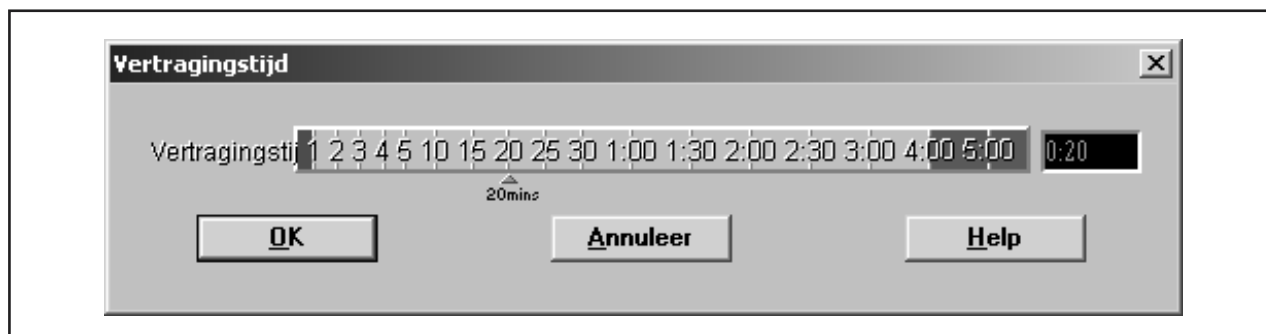 Vertragingstijd
Vertragingstij 1 2 3 4 5 10 15 20 25 30 1:00 1:30 2:00 2:30 3:00 4:00 5:00 0:20
20mins
OK Annuleer Help